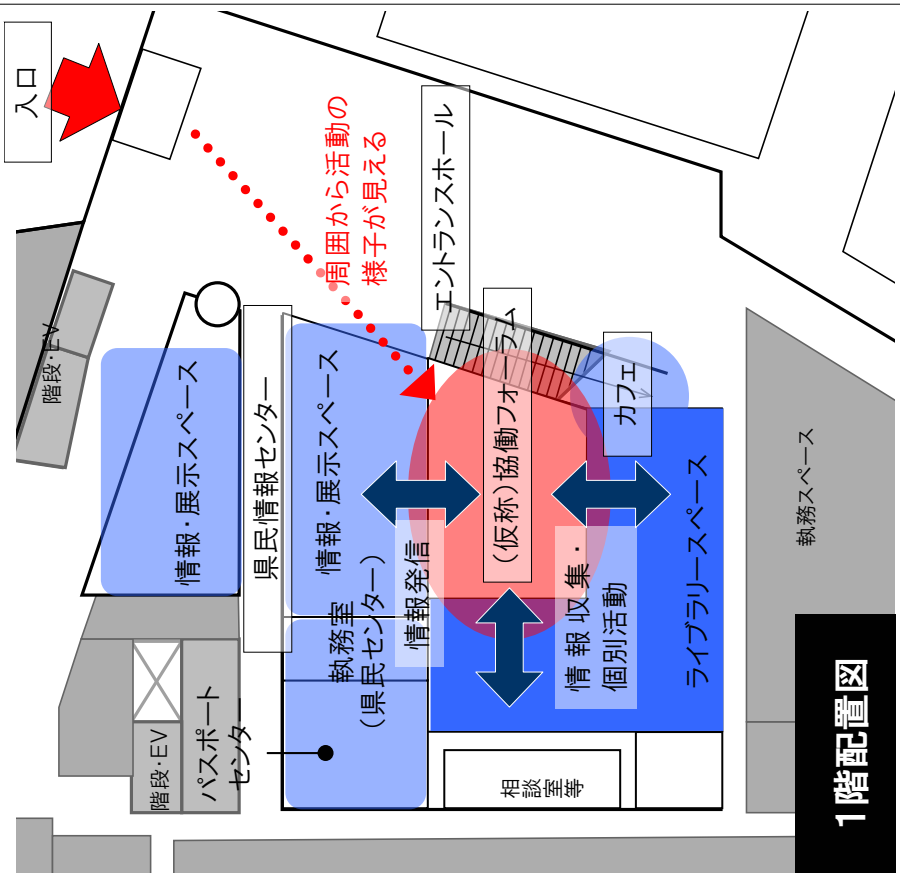 入口
周囲から活動の
様子が見える
エントランスホール
階段・EV
情報・展示スペース
県民情報センター
情報・展示スペース
(仮称)協働フォーラム
カフェ
情報発信
執務室
(県民センター)
情報収集・
個別活動
ライブラリースペース
執務スペース
階段・EV
パスポート
センター
相談室等
1階配置図